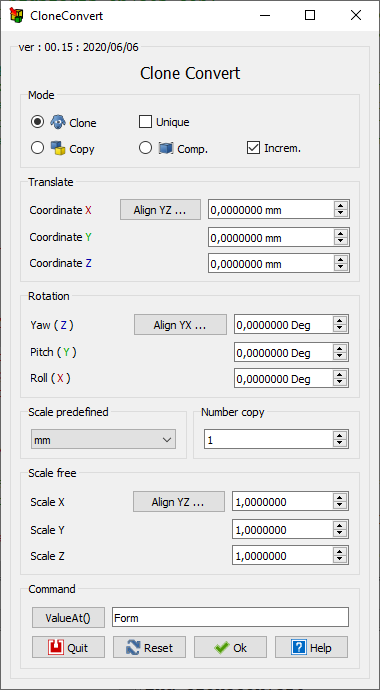 CloneConvert
ver : 00.15 : 2020/06/06
Clone Convert
Mode
Clone Unique
Copy Comp. Increm.
Translate
Coordinate X Align YZ ... 0,0000000 mm
Coordinate Y 0,0000000 mm
Coordinate Z 0,0000000 mm
Rotation
Yaw ( Z ) Align YX ... 0,0000000 Deg
Pitch ( Y ) 0,0000000 Deg
Roll ( X ) 0,0000000 Deg
Scale predefined Number copy
mm 1
Scale free
Scale X Align YZ ... 1,0000000
Scale Y 1,0000000
Scale Z 1,0000000
Command
ValueAt() Form
Quit Reset Ok Help